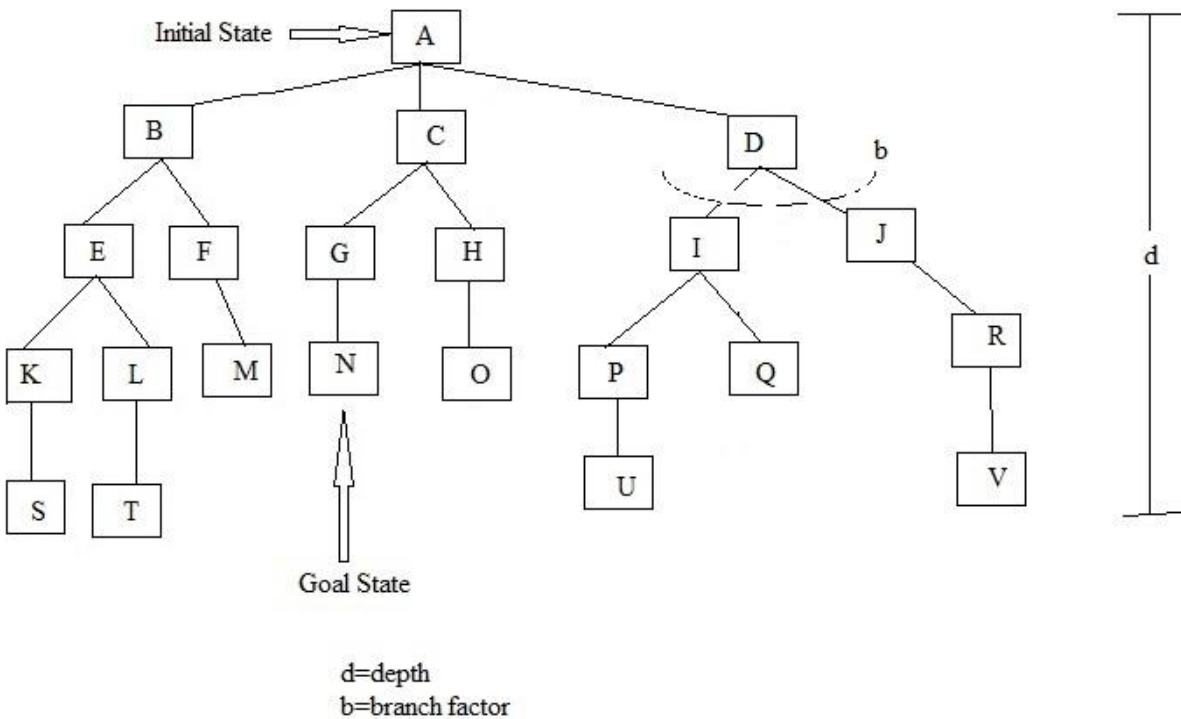 Initial State
A
B
C
D
b
E
F
G
H
I
J
d
K
L
M
N
O
P
Q
R
S
T
U
V
Goal State
d=depth
b=branch factor